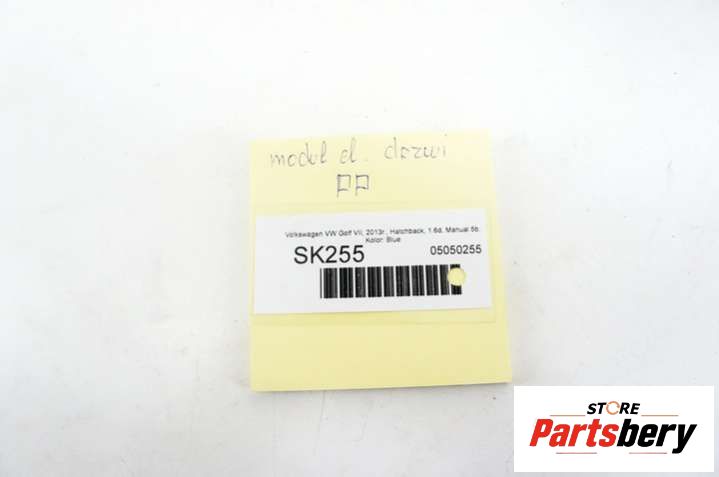 moduł el. drzwi
PP
Volkswagen VW Golf VII, 2013r., Hatchback, 1.6d, Manual 5b.
Kolor: Blue
SK255 05050255
STORE
Partsbery